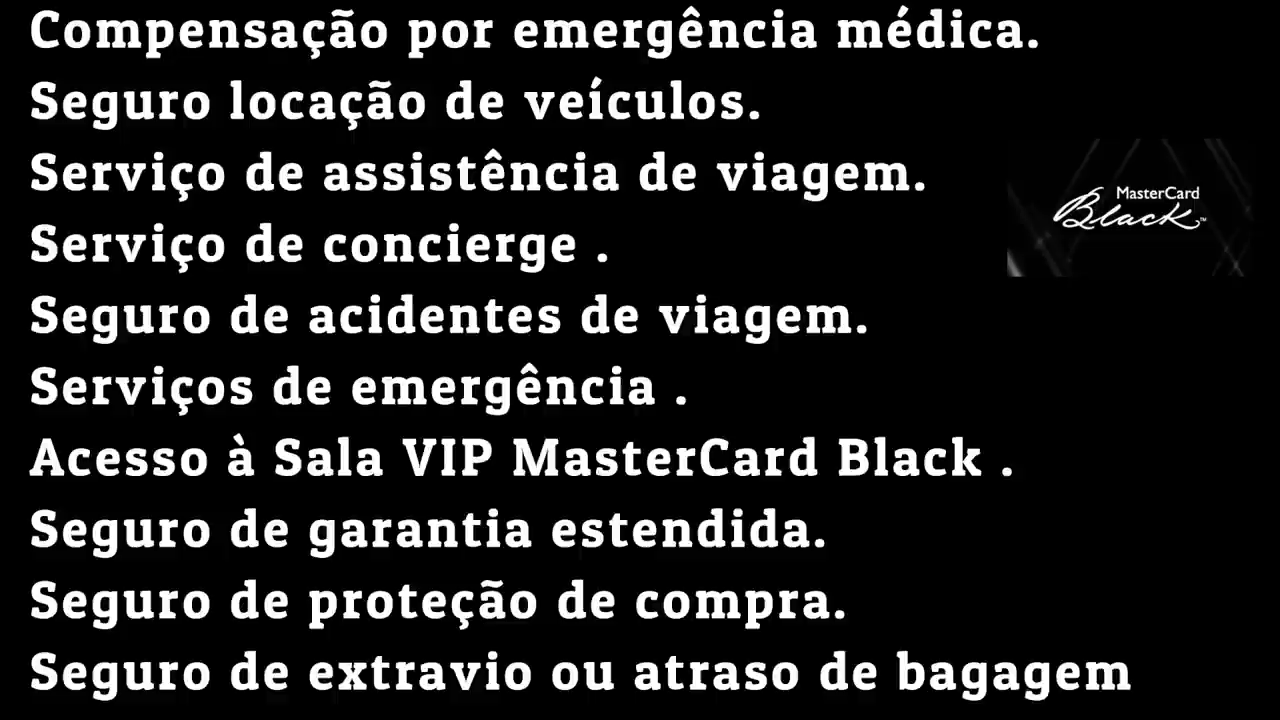 Compensação por emergência médica.
Seguro locação de veículos.
Serviço de assistência de viagem.
Serviço de concierge .
Seguro de acidentes de viagem.
Serviços de emergência .
Acesso à Sala VIP MasterCard Black .
Seguro de garantia estendida.
Seguro de proteção de compra.
Seguro de extravio ou atraso de bagagem
MasterCard
Black™